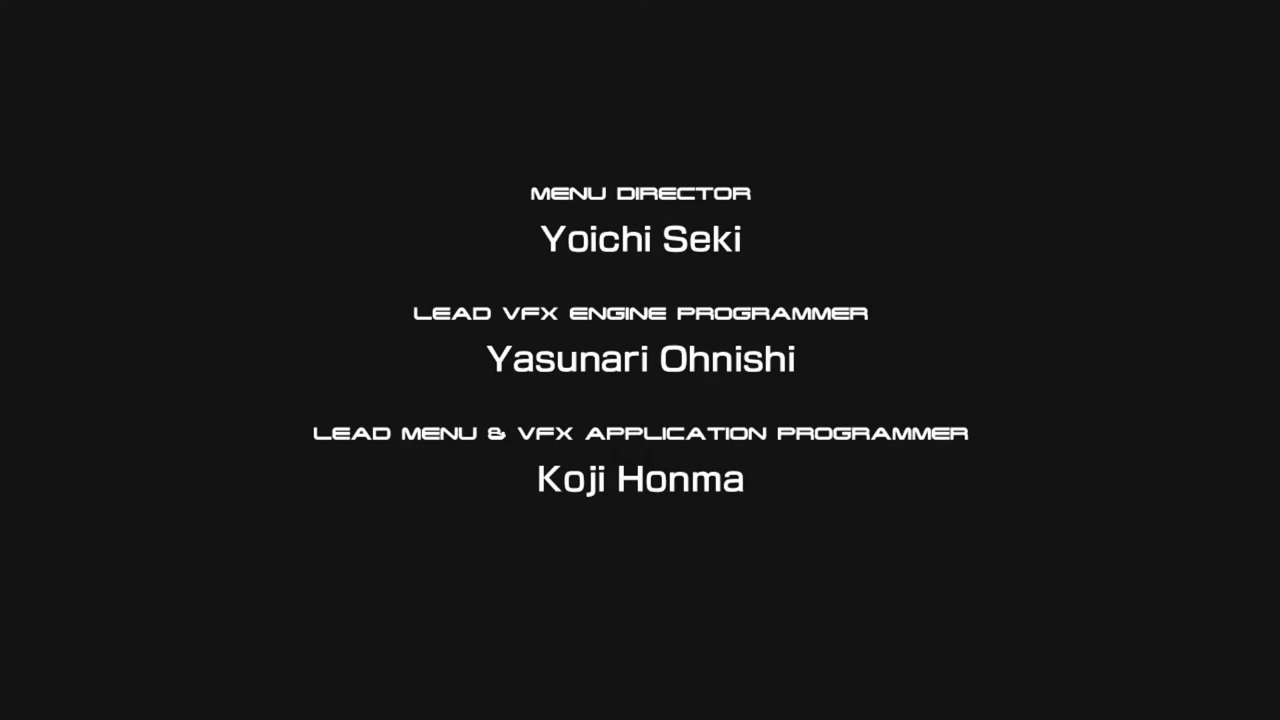 MENU DIRECTOR
Yoichi Seki
LEAD VFX ENGINE PROGRAMMER
Yasunari Ohnishi
LEAD MENU & VFX APPLICATION PROGRAMMER
Koji Honma